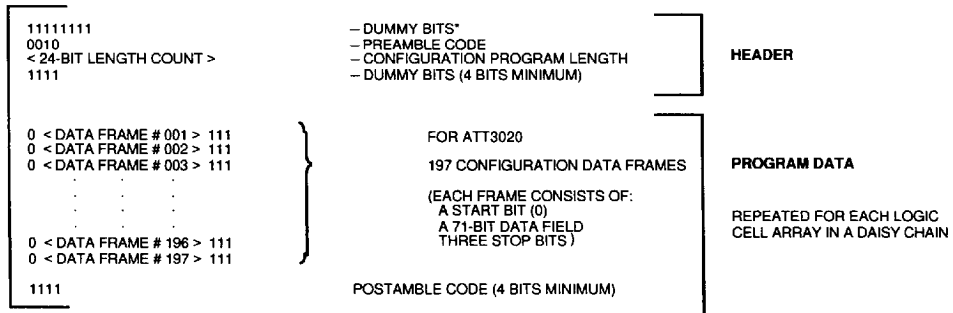 11111111 – DUMMY BITS*
0010 – PREAMBLE CODE
< 24-BIT LENGTH COUNT > – CONFIGURATION PROGRAM LENGTH
1111 – DUMMY BITS (4 BITS MINIMUM)
HEADER
0 < DATA FRAME # 001 > 111
0 < DATA FRAME # 002 > 111
0 < DATA FRAME # 003 > 111
. . .
. . .
. . .
. . .
0 < DATA FRAME # 196 > 111
0 < DATA FRAME # 197 > 111
FOR ATT3020
197 CONFIGURATION DATA FRAMES
(EACH FRAME CONSISTS OF:
A START BIT (0)
A 71-BIT DATA FIELD
THREE STOP BITS)
PROGRAM DATA
REPEATED FOR EACH LOGIC
CELL ARRAY IN A DAISY CHAIN
1111 POSTAMBLE CODE (4 BITS MINIMUM)